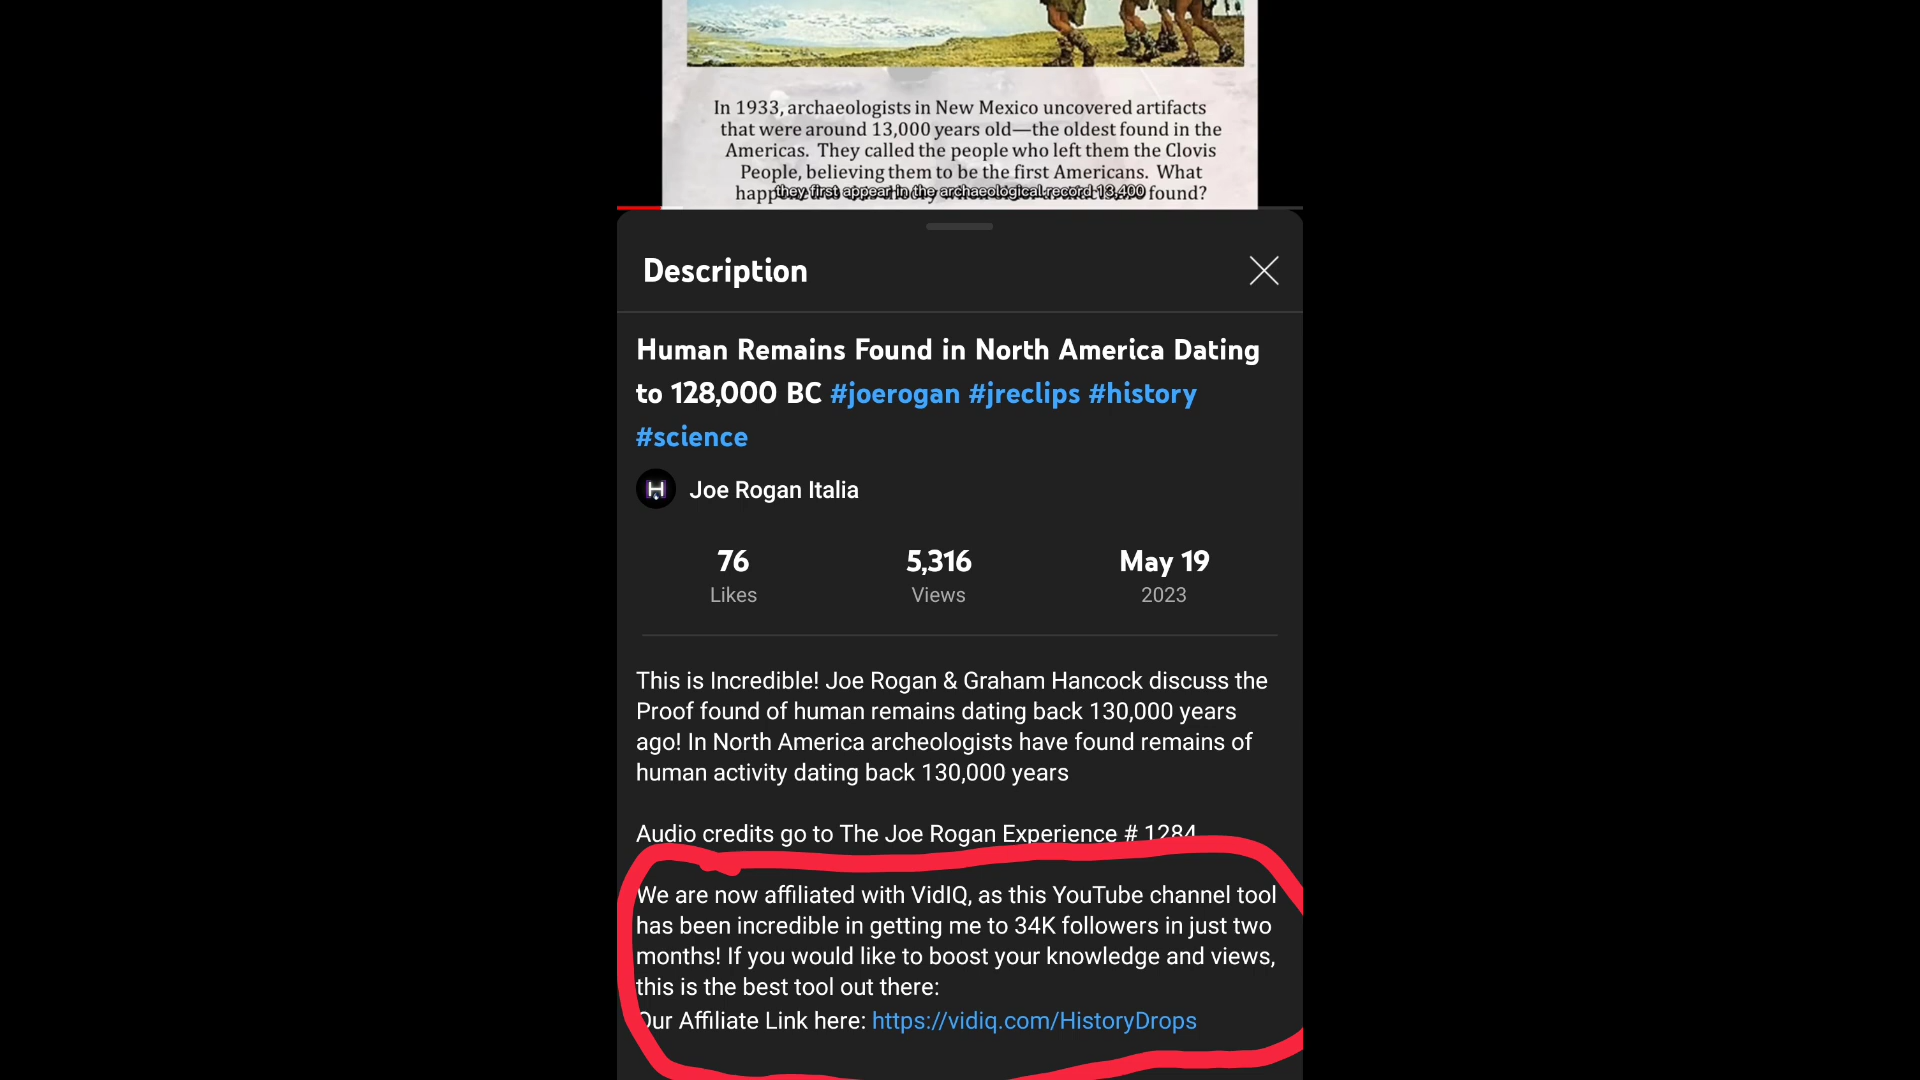 In 1933, archaeologists in New Mexico uncovered artifacts
that were around 13,000 years old—the oldest found in the
Americas. They called the people who left them the Clovis
People, believing them to be the first Americans. What
they first appear in the archaeological record 13,400
found?
Description
Human Remains Found in North America Dating
to 128,000 BC #joerogan #jreclips #history
#science
H Joe Rogan Italia
76 5,316 May 19
Likes Views 2023
This is Incredible! Joe Rogan & Graham Hancock discuss the
Proof found of human remains dating back 130,000 years
ago! In North America archeologists have found remains of
human activity dating back 130,000 years
Audio credits go to The Joe Rogan Experience # 1284
We are now affiliated with VidIQ, as this YouTube channel tool
has been incredible in getting me to 34K followers in just two
months! If you would like to boost your knowledge and views,
this is the best tool out there:
Our Affiliate Link here: https://vidiq.com/HistoryDrops